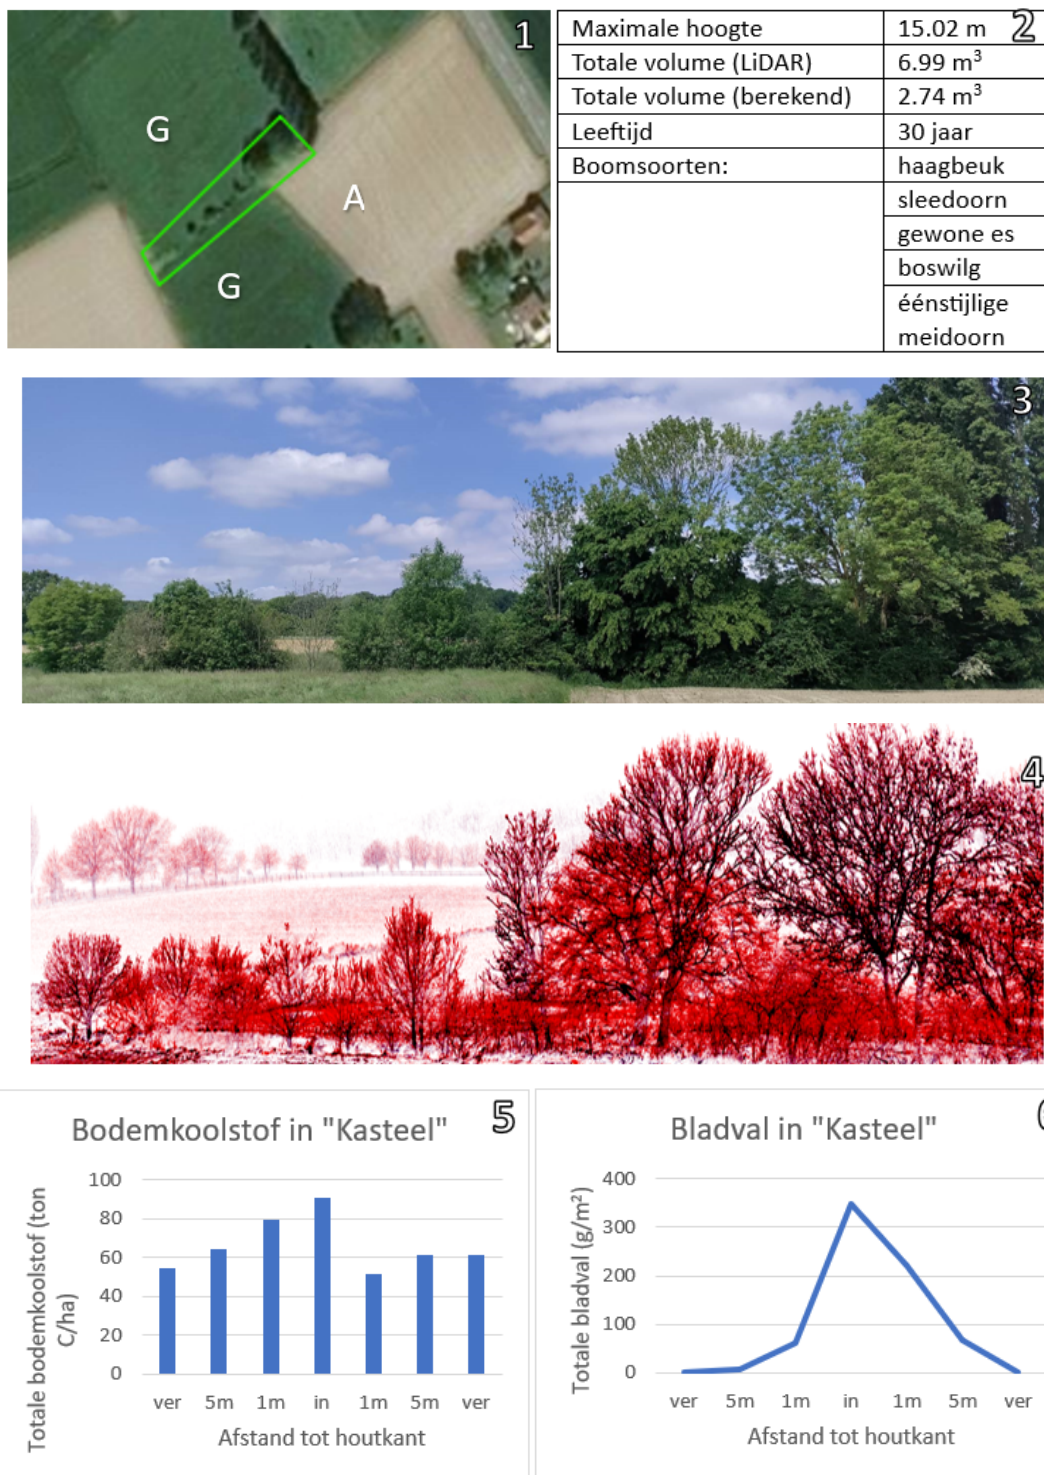 1
G
A
G
2
Maximale hoogte 15.02 m
Totale volume (LiDAR) 6.99 m³
Totale volume (berekend) 2.74 m³
Leeftijd 30 jaar
Boomsoorten: haagbeuk
sleedoorn
gewone es
boswilg
éénstijlige
meidoorn
3
4
5
Bodemkoolstof in "Kasteel"
Totale bodemkoolstof (ton
C/ha)
100
80
60
40
20
0
ver 5m 1m in 1m 5m ver
Afstand tot houtkant
Bladval in "Kasteel"
Totale bladval (g/m²)
400
300
200
100
0
ver 5m 1m in 1m 5m ver
Afstand tot houtkant